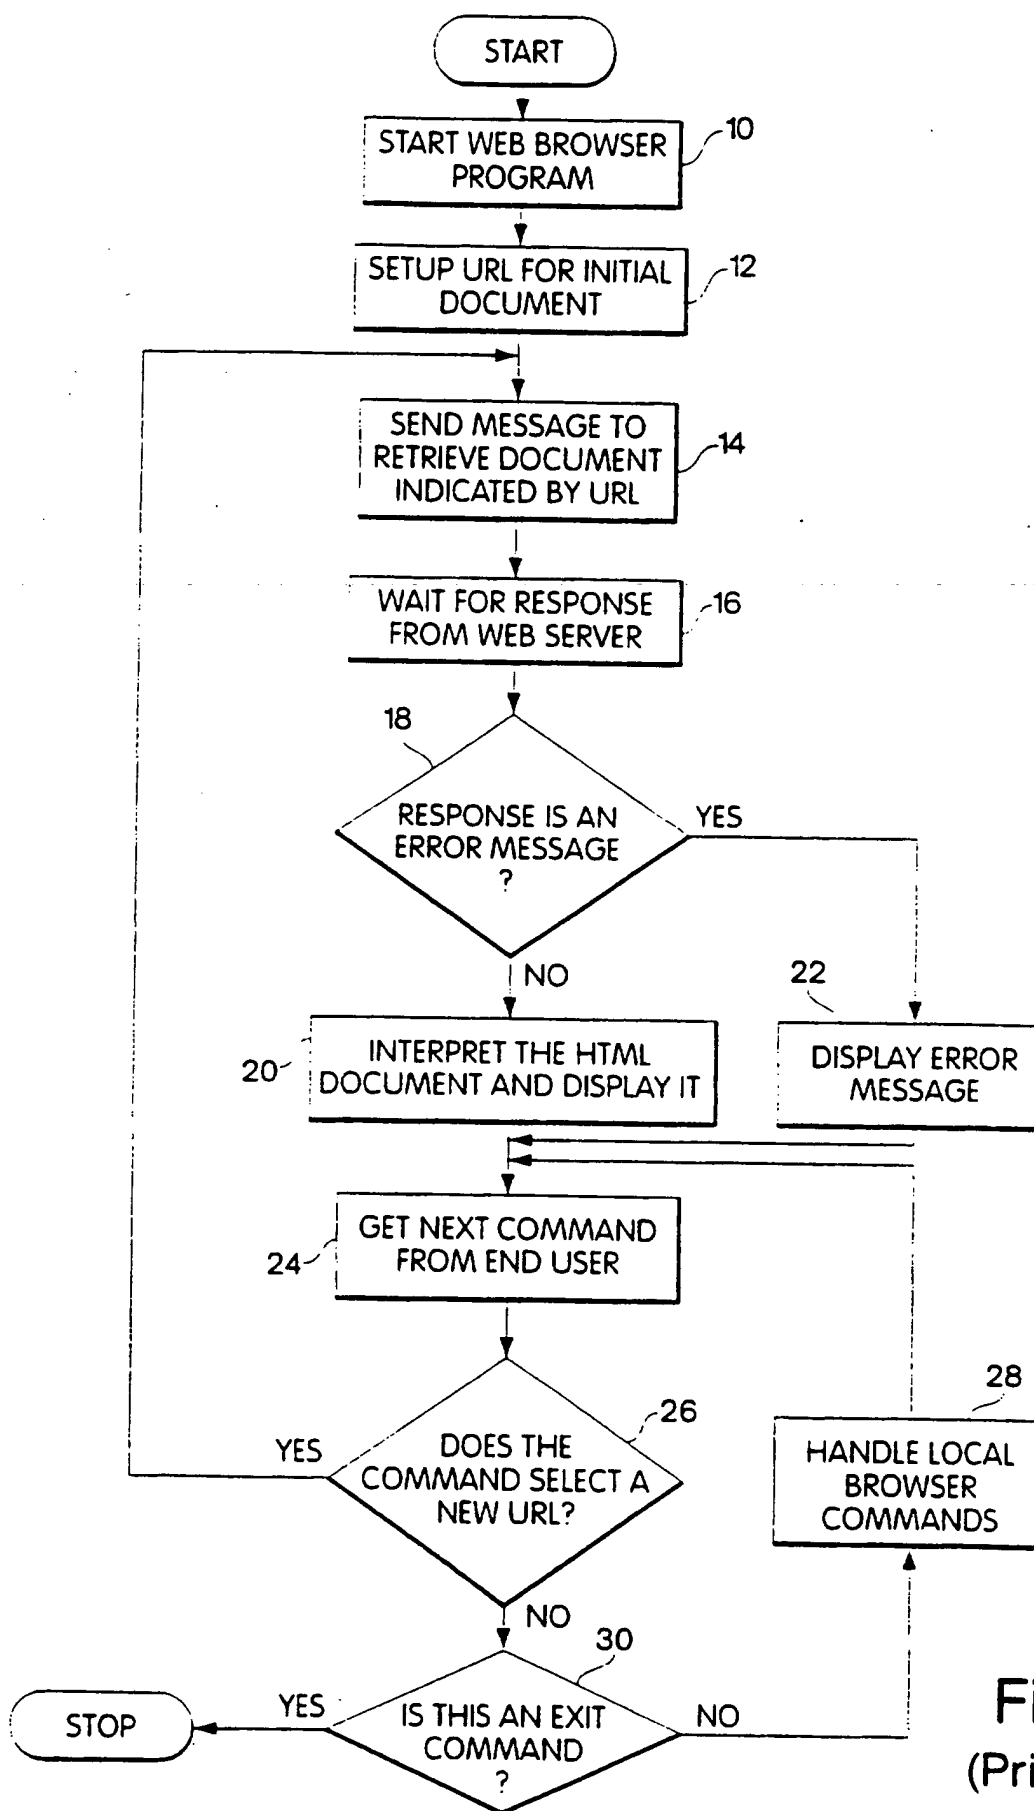 START
START WEB BROWSER
PROGRAM
10
SETUP URL FOR INITIAL
DOCUMENT
12
SEND MESSAGE TO
RETRIEVE DOCUMENT
INDICATED BY URL
14
WAIT FOR RESPONSE
FROM WEB SERVER
16
18
RESPONSE IS AN
ERROR MESSAGE
?
YES
NO
22
20
INTERPRET THE HTML
DOCUMENT AND DISPLAY IT
DISPLAY ERROR
MESSAGE
24
GET NEXT COMMAND
FROM END USER
26
YES
DOES THE
COMMAND SELECT A
NEW URL?
28
HANDLE LOCAL
BROWSER
COMMANDS
NO
30
STOP
YES
IS THIS AN EXIT
COMMAND
?
NO